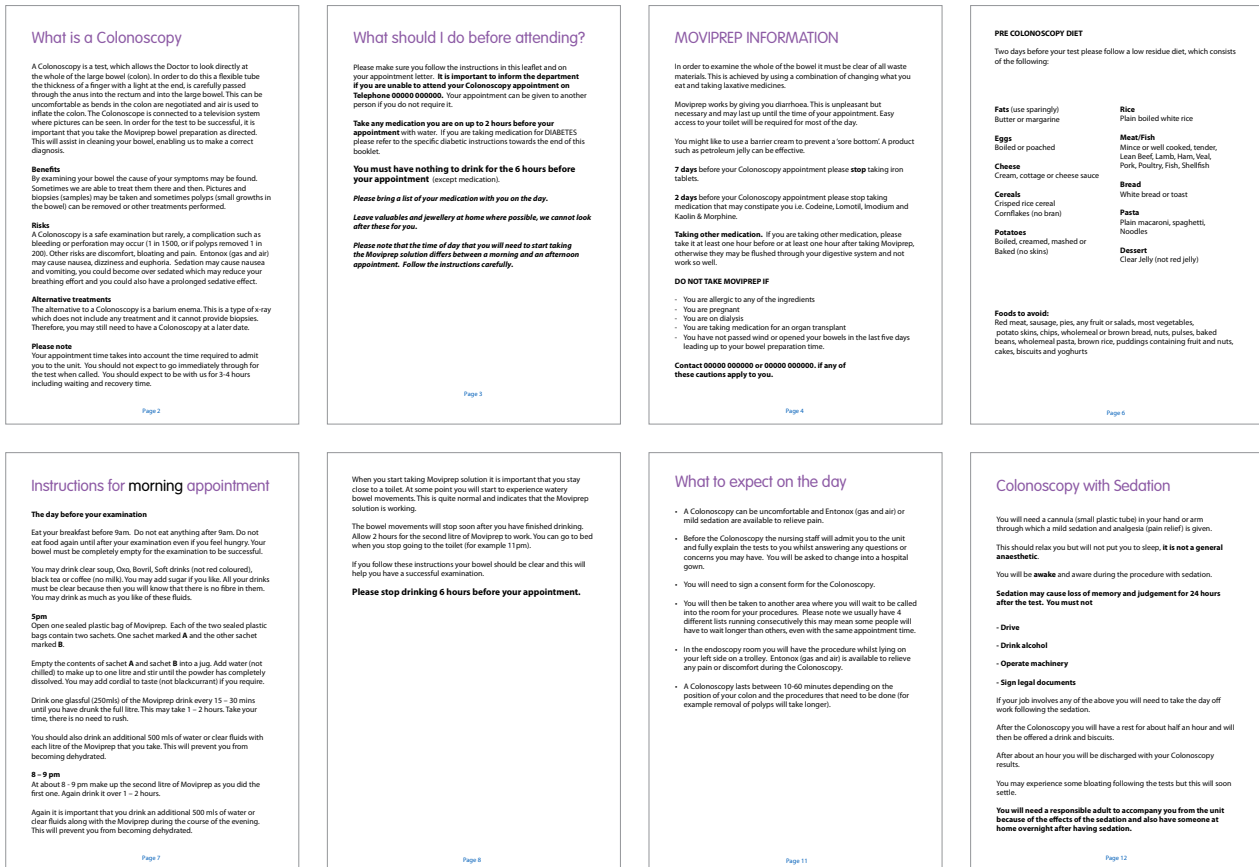 What is a Colonoscopy
A Colonoscopy is a test, which allows the Doctor to look directly at
the whole of the large bowel (colon). In order to do this a flexible tube
the thickness of a finger with a light at the end, is carefully passed
through the anus into the rectum and into the large bowel. This can be
uncomfortable as bends in the colon are negotiated and air is used to
inflate the colon. The Colonoscope is connected to a television system
where pictures can be seen. In order for the test to be successful, it is
important that you take the Moviprep bowel preparation as directed.
This will assist in cleaning your bowel, enabling us to make a correct
diagnosis.
Benefits
By examining your bowel the cause of your symptoms may be found.
Sometimes we are able to treat them there and then. Pictures and
biopsies (samples) may be taken and sometimes polyps (small growths in
the bowel) can be removed or other treatments performed.
Risks
A Colonoscopy is a safe examination but rarely, a complication such as
bleeding or perforation may occur (1 in 1500, or if polyps removed 1 in
200). Other risks are discomfort, bloating and pain. Entonox (gas and air)
may cause nausea, dizziness and euphoria. Sedation may cause nausea
and vomiting, you could become over sedated which may reduce your
breathing effort and you could also have a prolonged sedative effect.
Alternative treatments
The alternative to a Colonoscopy is a barium enema. This is a type of x-ray
which does not include any treatment and it cannot provide biopsies.
Therefore, you may still need to have a Colonoscopy at a later date.
Please note
Your appointment time takes into account the time required to admit
you to the unit. You should not expect to go immediately through for
the test when called. You should expect to be with us for 3-4 hours
including waiting and recovery time.
Page 2
What should I do before attending?
Please make sure you follow the instructions in this leaflet and on
your appointment letter. It is important to inform the department
if you are unable to attend your Colonoscopy appointment on
Telephone 00000 000000. Your appointment can be given to another
person if you do not require it.
Take any medication you are on up to 2 hours before your
appointment with water. If you are taking medication for DIABETES
please refer to the specific diabetic instructions towards the end of this
booklet.
You must have nothing to drink for the 6 hours before
your appointment (except medication).
Please bring a list of your medication with you on the day.
Leave valuables and jewellery at home where possible, we cannot look
after these for you.
Please note that the time of day that you will need to start taking
the Moviprep solution differs between a morning and an afternoon
appointment. Follow the instructions carefully.
Page 3
MOVIPREP INFORMATION
In order to examine the whole of the bowel it must be clear of all waste
materials. This is achieved by using a combination of changing what you
eat and taking laxative medicines.
Moviprep works by giving you diarrhoea. This is unpleasant but
necessary and may last up until the time of your appointment. Easy
access to your toilet will be required for most of the day.
You might like to use a barrier cream to prevent a 'sore bottom'. A product
such as petroleum jelly can be effective.
7 days before your Colonoscopy appointment please stop taking iron
tablets.
2 days before your Colonoscopy appointment please stop taking
medication that may constipate you i.e. Codeine, Lomotil, Imodium and
Kaolin & Morphine.
Taking other medication. If you are taking other medication, please
take it at least one hour before or at least one hour after taking Moviprep,
otherwise they may be flushed through your digestive system and not
work so well.
DO NOT TAKE MOVIPREP IF
- You are allergic to any of the ingredients
- You are pregnant
- You are on dialysis
- You are taking medication for an organ transplant
- You have not passed wind or opened your bowels in the last five days
leading up to your bowel preparation time.
Contact 00000 000000 or 00000 000000. if any of
these cautions apply to you.
Page 4
PRE COLONOSCOPY DIET
Two days before your test please follow a low residue diet, which consists
of the following:
Fats (use sparingly)
Butter or margarine
Eggs
Boiled or poached
Cheese
Cream, cottage or cheese sauce
Cereals
Crisped rice cereal
Cornflakes (no bran)
Potatoes
Boiled, creamed, mashed or
Baked (no skins)
Rice
Plain boiled white rice
Meat/Fish
Mince or well cooked, tender,
Lean Beef, Lamb, Ham, Veal,
Pork, Poultry, Fish, Shellfish
Bread
White bread or toast
Pasta
Plain macaroni, spaghetti,
Noodles
Dessert
Clear Jelly (not red jelly)
Foods to avoid:
Red meat, sausage, pies, any fruit or salads, most vegetables,
potato skins, chips, wholemeal or brown bread, nuts, pulses, baked
beans, wholemeal pasta, brown rice, puddings containing fruit and nuts,
cakes, biscuits and yoghurts
Page 6
Instructions for morning appointment
The day before your examination
Eat your breakfast before 9am. Do not eat anything after 9am. Do not
eat food again until after your examination even if you feel hungry. Your
bowel must be completely empty for the examination to be successful.
You may drink clear soup, Oxo, Bovril, Soft drinks (not red coloured),
black tea or coffee (no milk). You may add sugar if you like. All your drinks
must be clear because then you will know that there is no fibre in them.
You may drink as much as you like of these fluids.
5pm
Open one sealed plastic bag of Moviprep. Each of the two sealed plastic
bags contain two sachets. One sachet marked A and the other sachet
marked B.
Empty the contents of sachet A and sachet B into a jug. Add water (not
chilled) to make up to one litre and stir until the powder has completely
dissolved. You may add cordial to taste (not blackcurrant) if you require.
Drink one glassful (250mls) of the Moviprep drink every 15 – 30 mins
until you have drunk the full litre. This may take 1 – 2 hours. Take your
time, there is no need to rush.
You should also drink an additional 500 mls of water or clear fluids with
each litre of the Moviprep that you take. This will prevent you from
becoming dehydrated.
8 – 9 pm
At about 8 - 9 pm make up the second litre of Moviprep as you did the
first one. Again drink it over 1 – 2 hours.
Again it is important that you drink an additional 500 mls of water or
clear fluids along with the Moviprep during the course of the evening.
This will prevent you from becoming dehydrated.
Page 7
When you start taking Moviprep solution it is important that you stay
close to a toilet. At some point you will start to experience watery
bowel movements. This is quite normal and indicates that the Moviprep
solution is working.
The bowel movements will stop soon after you have finished drinking.
Allow 2 hours for the second litre of Moviprep to work. You can go to bed
when you stop going to the toilet (for example 11pm).
If you follow these instructions your bowel should be clear and this will
help you have a successful examination.
Please stop drinking 6 hours before your appointment.
Page 8
What to expect on the day
• A Colonoscopy can be uncomfortable and Entonox (gas and air) or
mild sedation are available to relieve pain.
• Before the Colonoscopy the nursing staff will admit you to the unit
and fully explain the tests to you whilst answering any questions or
concerns you may have. You will be asked to change into a hospital
gown.
• You will need to sign a consent form for the Colonoscopy.
• You will then be taken to another area where you will wait to be called
into the room for your procedures. Please note we usually have 4
different lists running consecutively this may mean some people will
have to wait longer than others, even with the same appointment time.
• In the endoscopy room you will have the procedure whilst lying on
your left side on a trolley. Entonox (gas and air) is available to relieve
any pain or discomfort during the Colonoscopy.
• A Colonoscopy lasts between 10-60 minutes depending on the
position of your colon and the procedures that need to be done (for
example removal of polyps will take longer).
Page 11
Colonoscopy with Sedation
You will need a cannula (small plastic tube) in your hand or arm
through which a mild sedation and analgesia (pain relief) is given.
This should relax you but will not put you to sleep, it is not a general
anaesthetic.
You will be awake and aware during the procedure with sedation.
Sedation may cause loss of memory and judgement for 24 hours
after the test. You must not
- Drive
- Drink alcohol
- Operate machinery
- Sign legal documents
If your job involves any of the above you will need to take the day off
work following the sedation.
After the Colonoscopy you will have a rest for about half an hour and will
then be offered a drink and biscuits.
After about an hour you will be discharged with your Colonoscopy
results.
You may experience some bloating following the tests but this will soon
settle.
You will need a responsible adult to accompany you from the unit
because of the effects of the sedation and also have someone at
home overnight after having sedation.
Page 12